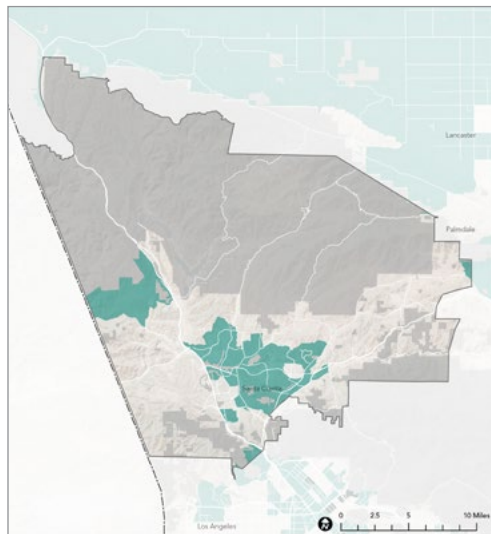 Lancaster
Palmdale
Santa Clarita
Los Angeles
0 2.5 5 10 Miles